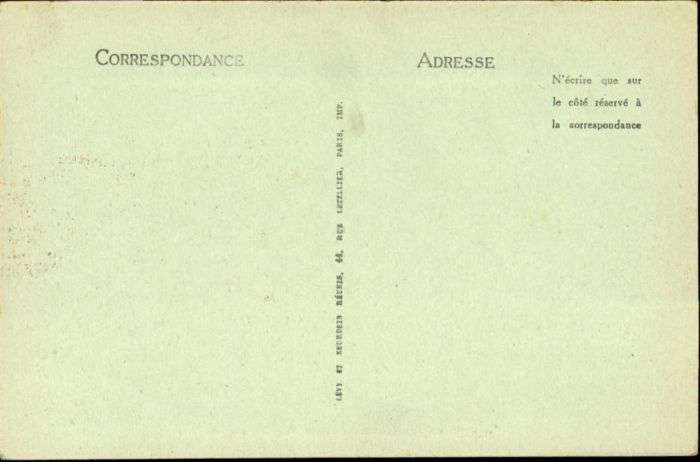 CORRESPONDANCE
ADRESSE
N'écrire que sur
le côté réservé à
la sorrespondance
LÉVY ET NEURDEIN RÉUNIS, 44, RUE LETELLIER, PARIS, IMP.